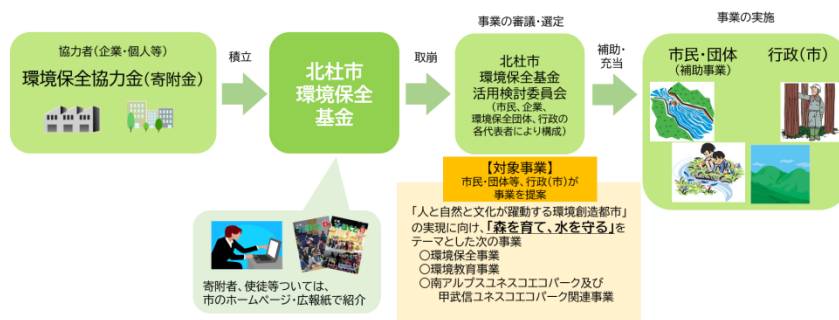 協力者(企業・個人等)
環境保全協力金(寄附金)
積立
北杜市
環境保全
基金
取崩
事業の審議・選定
北杜市
環境保全基金
活用検討委員会
(市民、企業、
環境保全団体、行政の
各代表者により構成)
補助・
充当
事業の実施
市民・団体
(補助事業)
行政(市)
【対象事業】
市民・団体等、行政(市)が
事業を提案
「人と自然と文化が躍動する環境創造都市」
の実現に向け、「森を育て、水を守る」を
テーマとした次の事業
〇環境保全事業
〇環境教育事業
〇南アルプスユネスコエコパーク及び
甲武信ユネスコエコパーク関連事業
寄附者、使徒等ついては、
市のホームページ・広報紙で紹介